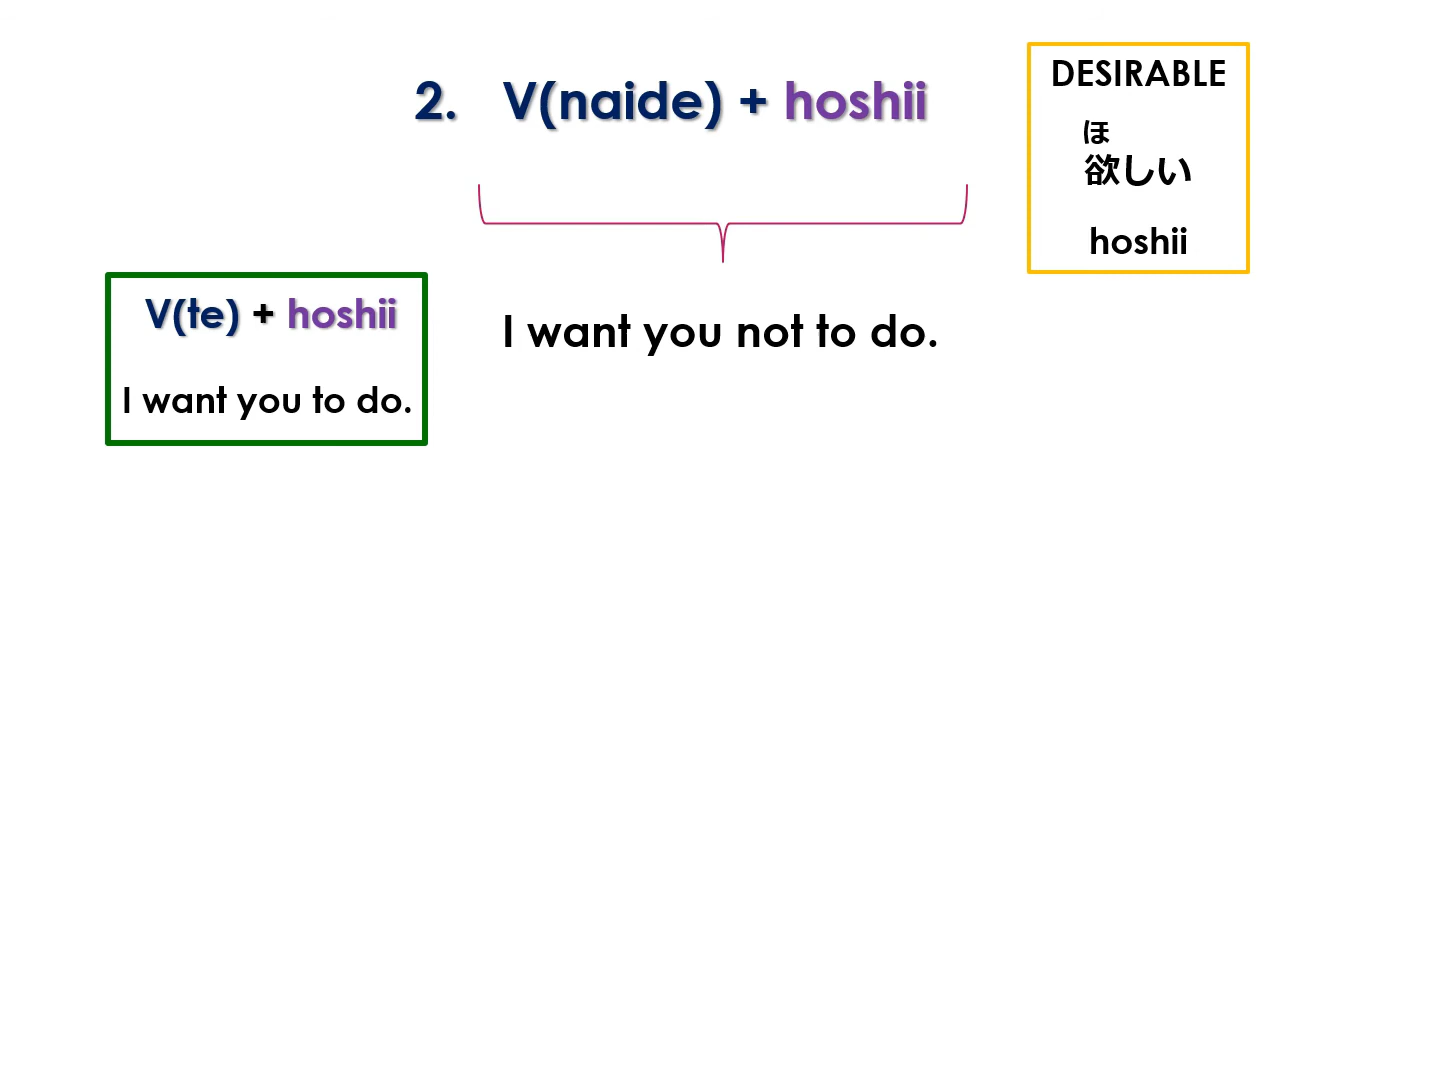 2. V(naide) + hoshii
DESIRABLE
ほ
欲しい
hoshii
V(te) + hoshii
I want you to do.
I want you not to do.